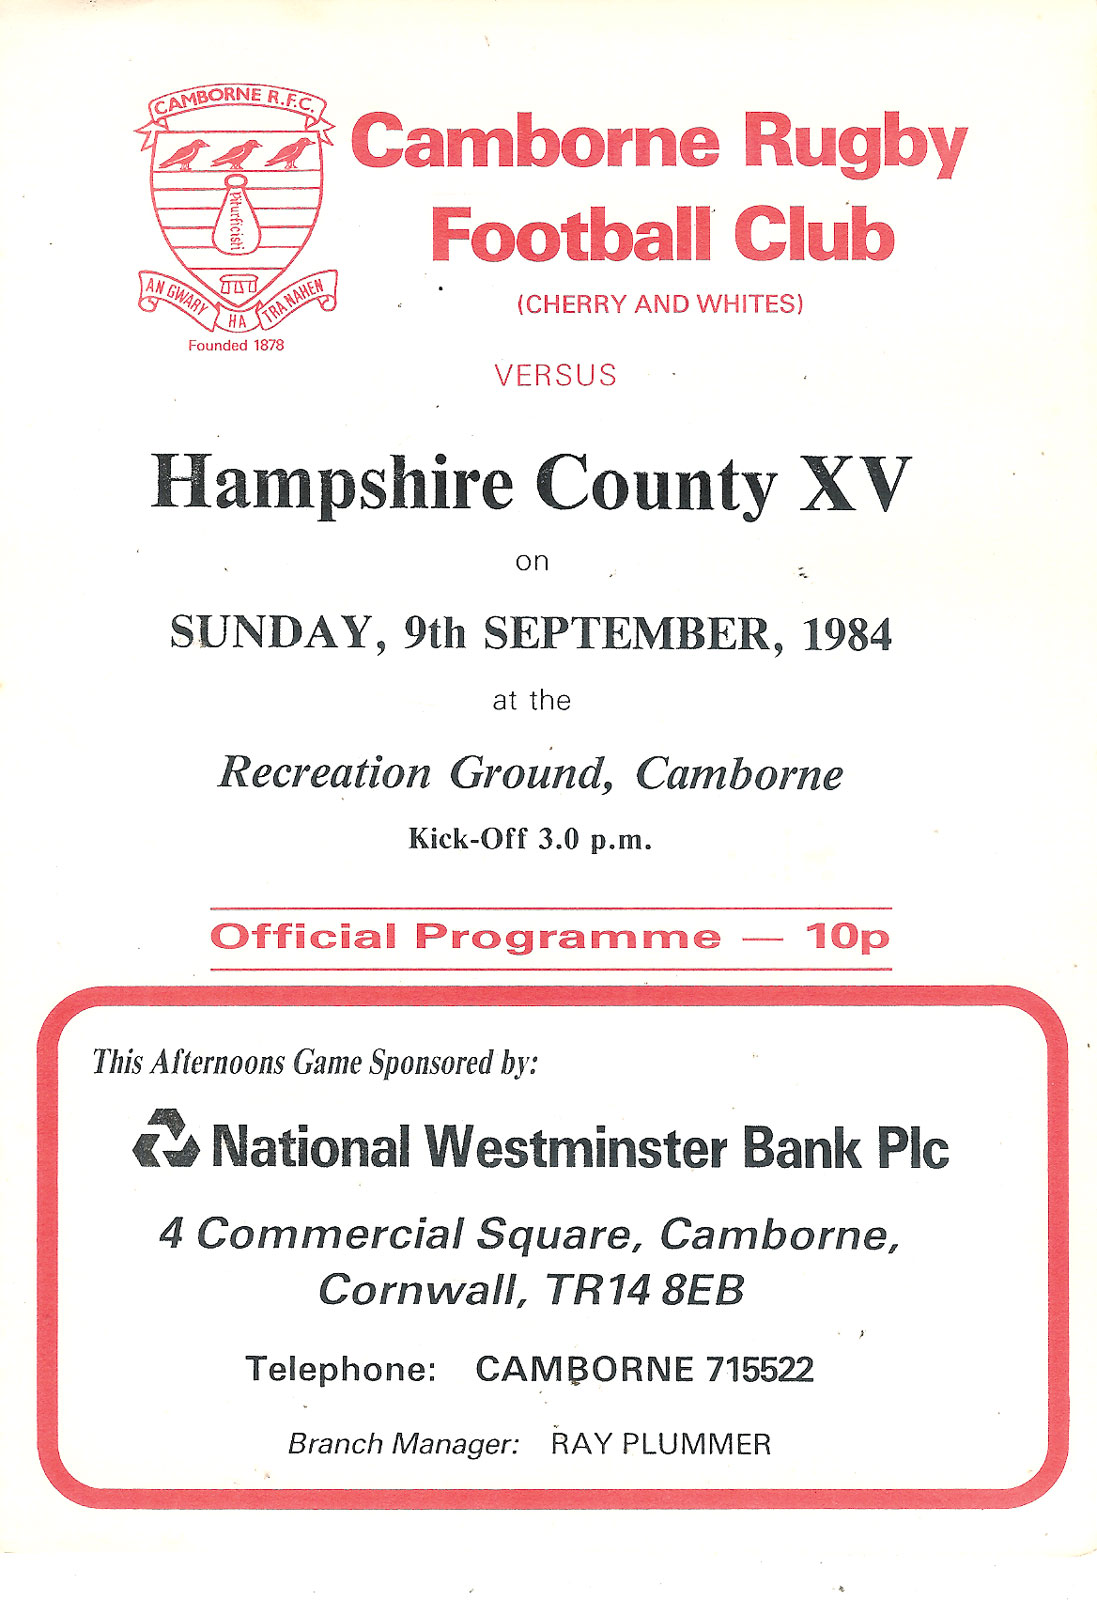 CAMBORNE R.F.C.
Piturficisti
AN GWARY HA TRA NAHEN
Founded 1878
Camborne Rugby
Football Club
(CHERRY AND WHITES)
VERSUS
Hampshire County XV
on
SUNDAY, 9th SEPTEMBER, 1984
at the
Recreation Ground, Camborne
Kick-Off 3.0 p.m.
Official Programme — 10p
This Afternoons Game Sponsored by:
National Westminster Bank Plc
4 Commercial Square, Camborne,
Cornwall, TR14 8EB
Telephone: CAMBORNE 715522
Branch Manager: RAY PLUMMER